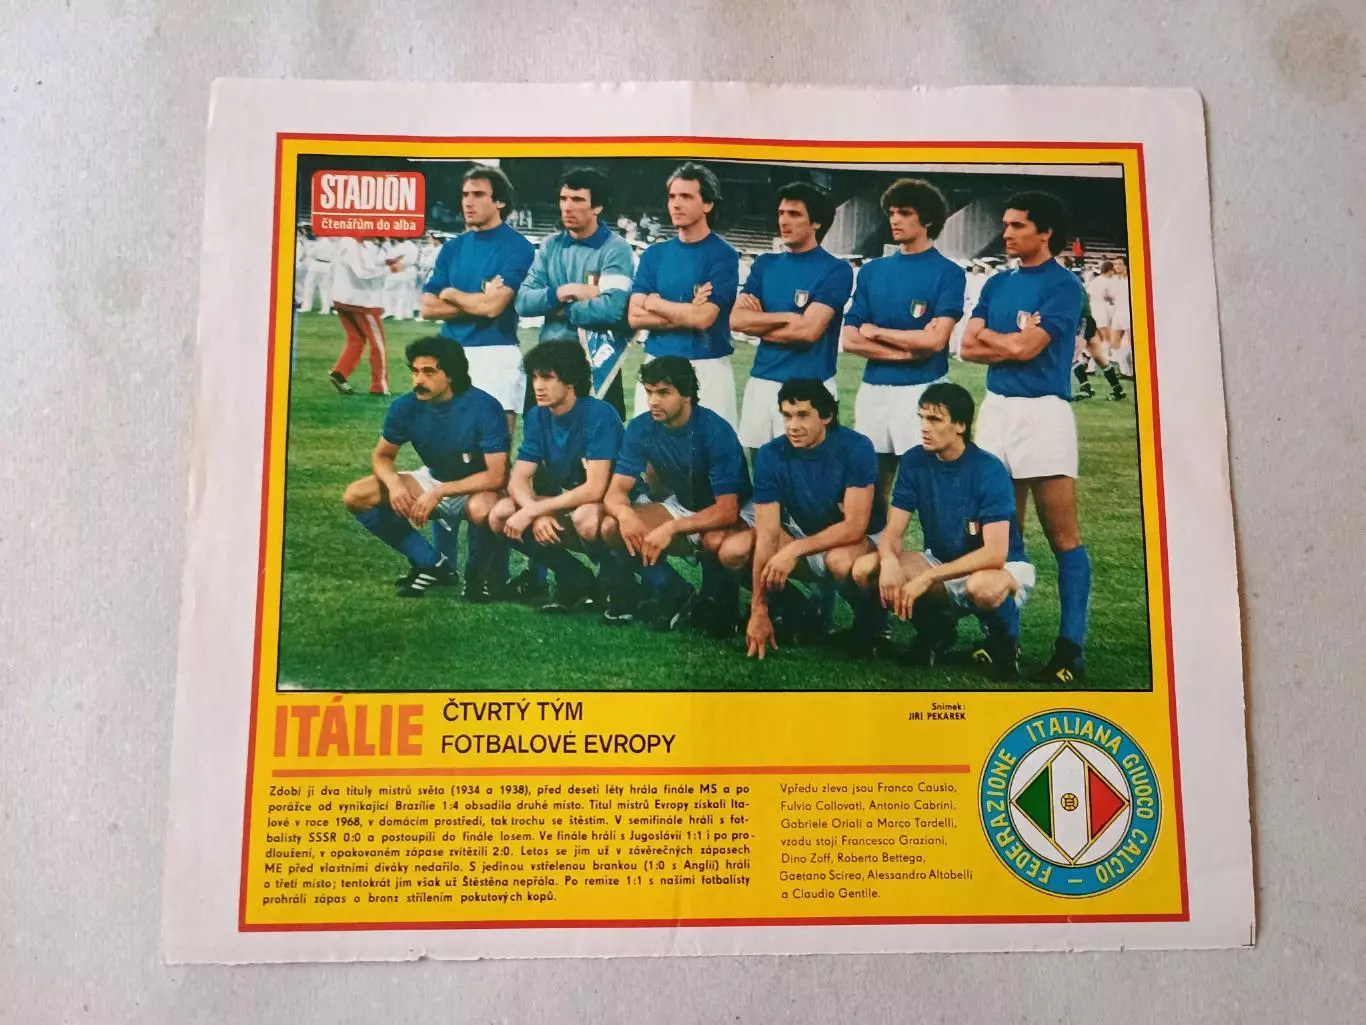 STADIÓN
čtenářům do alba
ITÁLIE
ČTVRTÝ TÝM
FOTBALOVÉ EVROPY
Snímek:
JIŘÍ PEKÁREK
Zdobí ji dva tituly mistrů světa (1934 a 1938), před deseti léty hrála finále MS a po
porážce od vynikající Brazílie 1:4 obsadila druhé místo. Titul mistrů Evropy získali Ita-
lové v roce 1968, v domácím prostředí, tak trochu se štěstím. V semifinále hráli s fot-
balisty SSSR 0:0 a postoupili do finále losem. Ve finále hráli s Jugoslávií 1:1 i po pro-
dloužení, v opakovaném zápase zvítězili 2:0. Letos se jim už v závěrečných zápasech
ME před vlastními diváky nedařilo. S jedinou vstřelenou brankou (1:0 s Anglií) hráli
o třetí místo; tentokrát jim však už Štěstěna nepřála. Po remize 1:1 s našimi fotbalisty
prohráli zápas o bronz střílením pokutových kopů.
Vpředu zleva jsou Franco Causio,
Fulvio Collovati, Antonio Cabrini,
Gabriele Oriali a Marco Tardelli,
vzadu stojí Francesco Graziani,
Dino Zoff, Roberto Bettega,
Gaetano Scirea, Alessandro Altobelli
a Claudio Gentile.
FEDERAZIONE ITALIANA GIUOCO CALCIO –